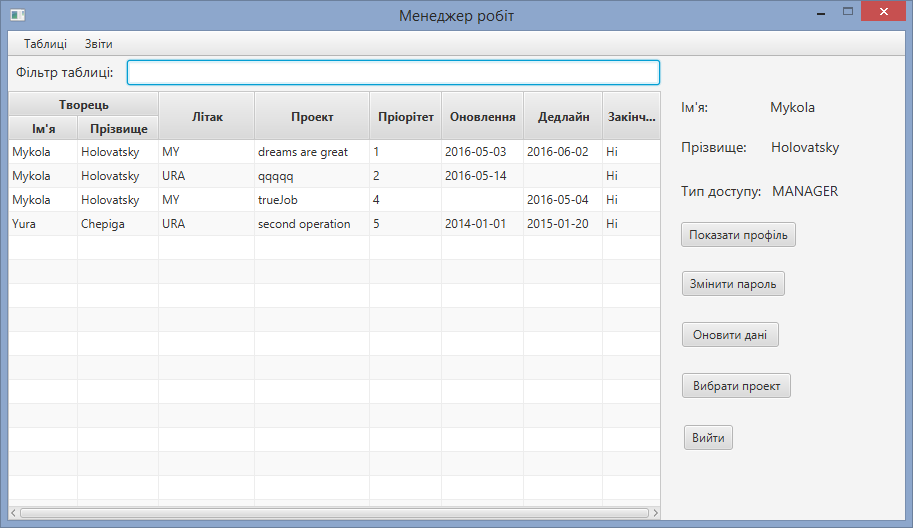 Менеджер робіт
Таблиці Звіти
Фільтр таблиці:
Творець Літак Проект Пріорітет Оновлення Дедлайн Закінч...
Ім'я Прізвище
Mykola Holovatsky MY dreams are great 1 2016-05-03 2016-06-02 Ні
Mykola Holovatsky URA qqqqq 2 2016-05-14 Ні
Mykola Holovatsky MY trueJob 4 2016-05-04 Ні
Yura Chepiga URA second operation 5 2014-01-01 2015-01-20 Ні
Ім'я: Mykola
Прізвище: Holovatsky
Тип доступу: MANAGER
Показати профіль
Змінити пароль
Оновити дані
Вибрати проект
Вийти